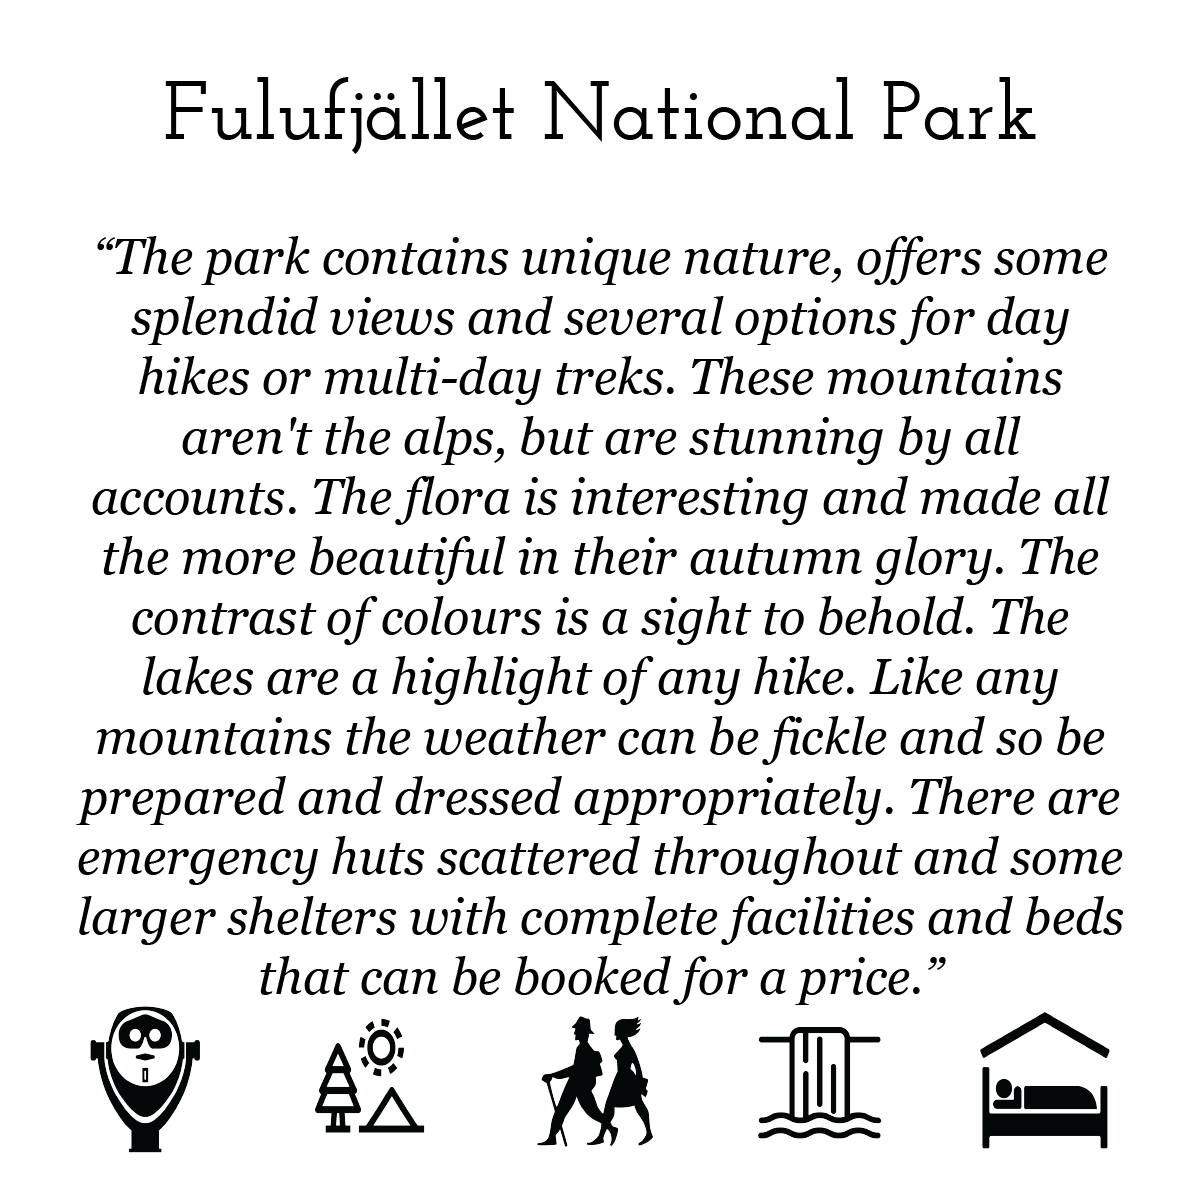 Fulufjället National Park
“The park contains unique nature, offers some
splendid views and several options for day
hikes or multi-day treks. These mountains
aren't the alps, but are stunning by all
accounts. The flora is interesting and made all
the more beautiful in their autumn glory. The
contrast of colours is a sight to behold. The
lakes are a highlight of any hike. Like any
mountains the weather can be fickle and so be
prepared and dressed appropriately. There are
emergency huts scattered throughout and some
larger shelters with complete facilities and beds
that can be booked for a price.”